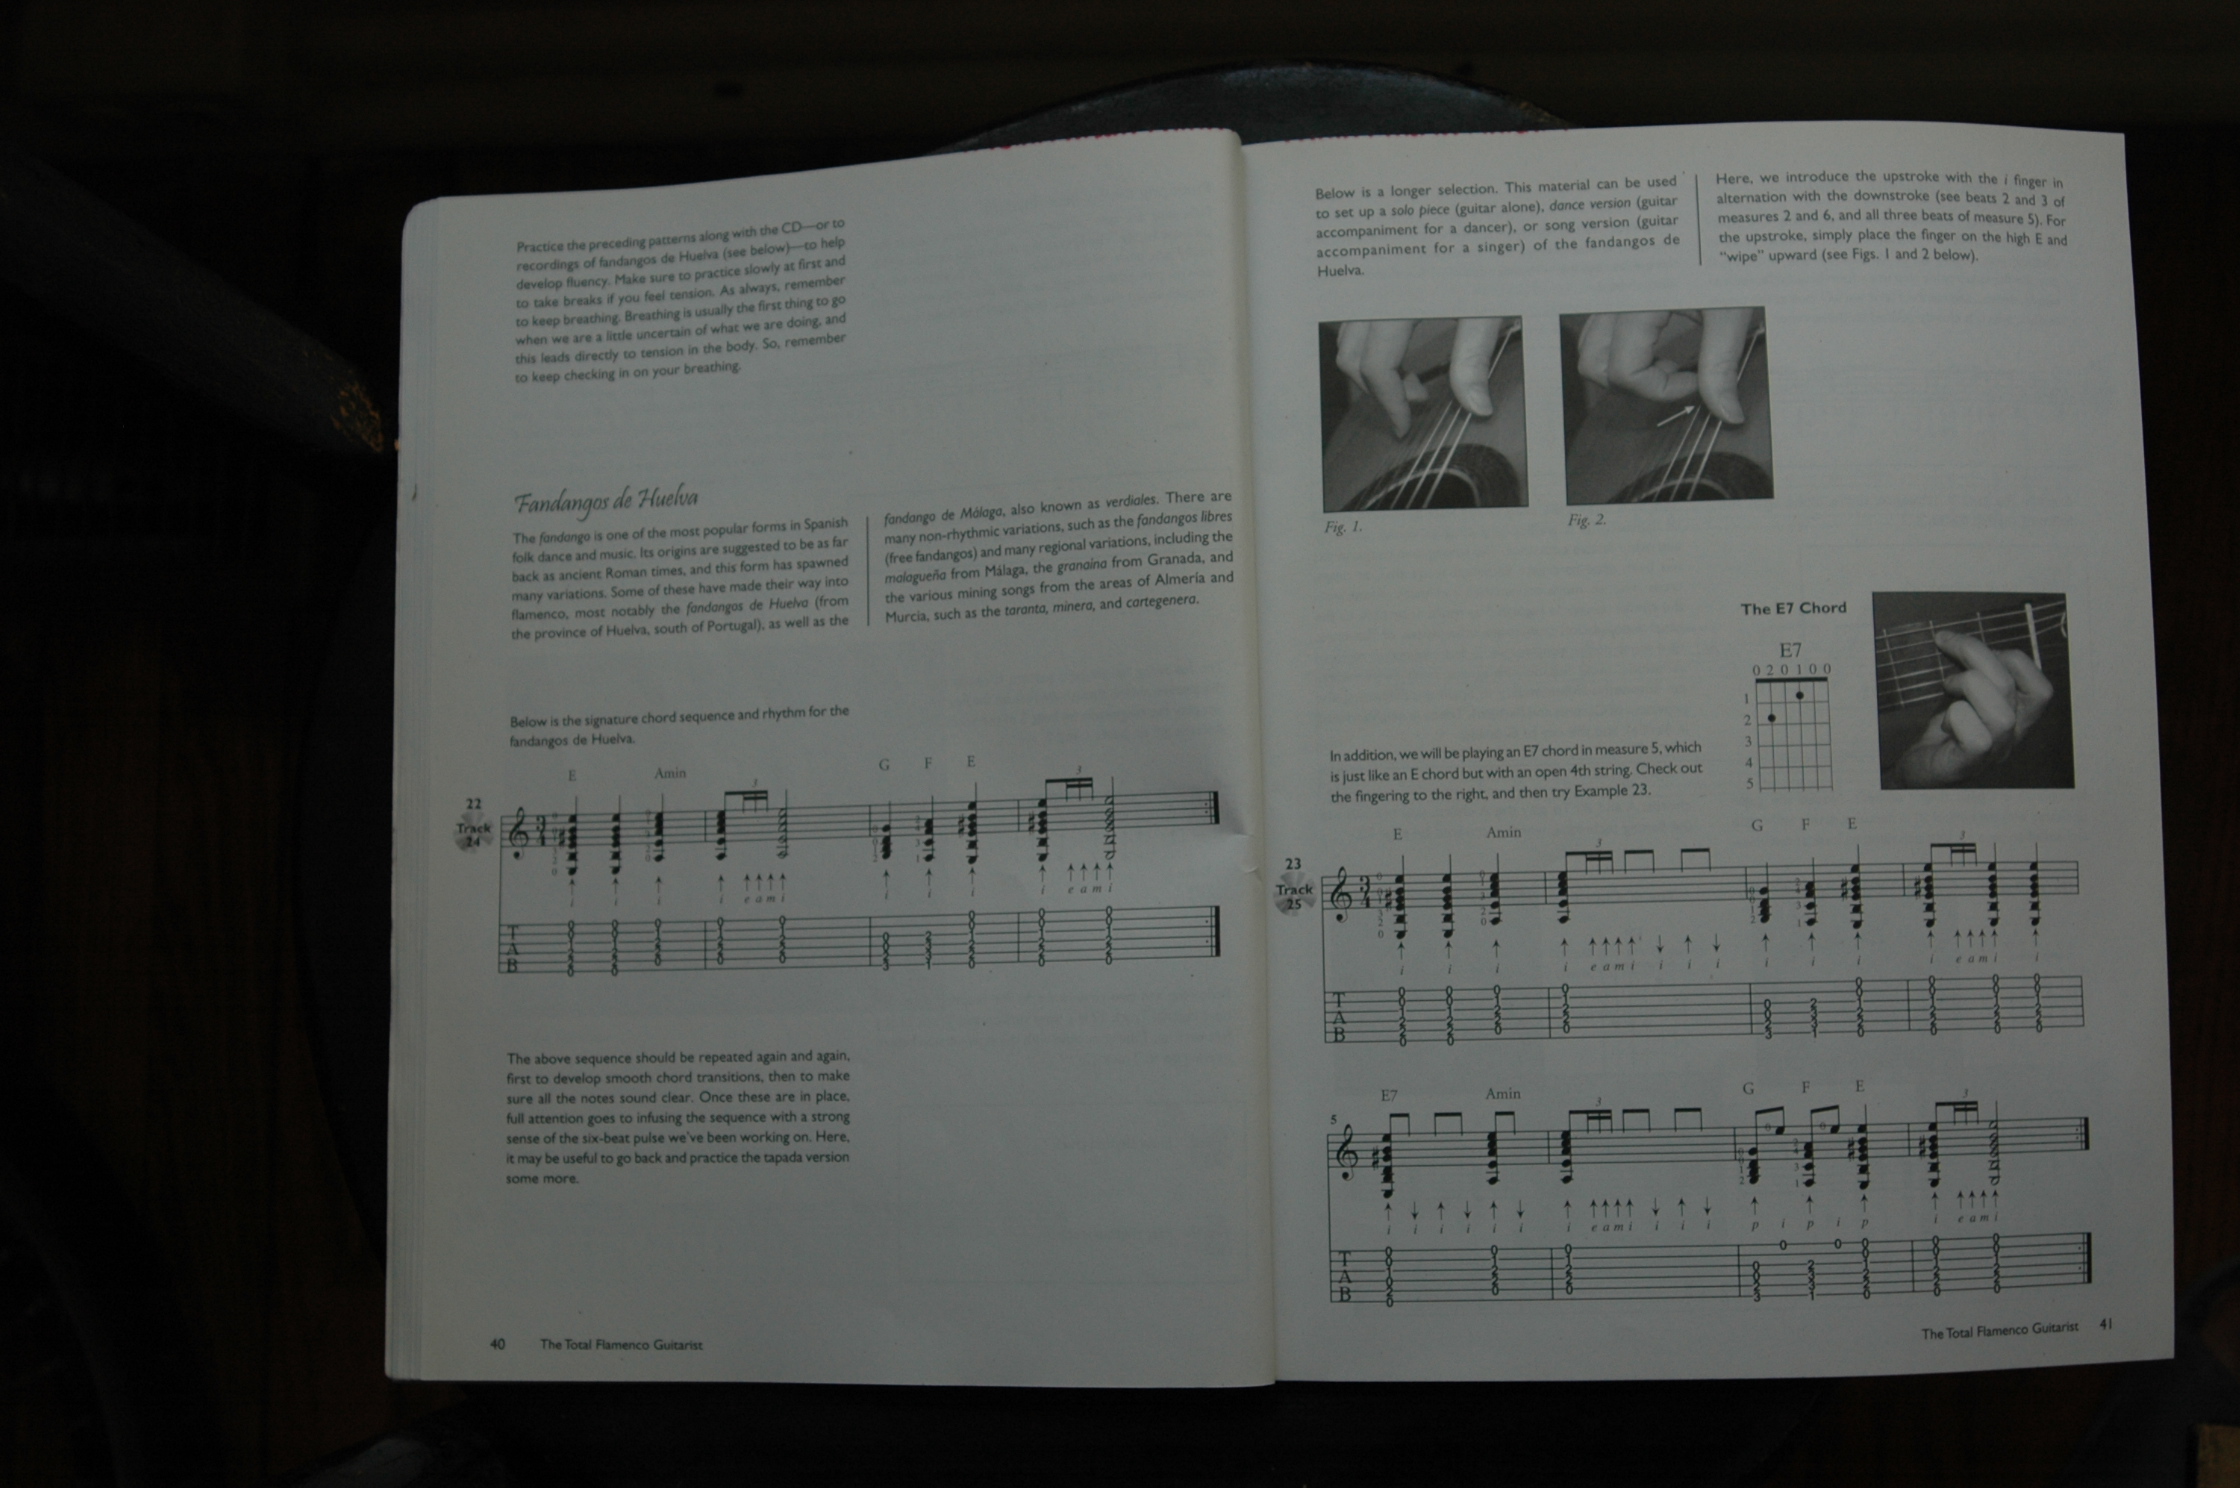 Practice the preceding patterns along with the CD—or to
recordings of fandangos de Huelva (see below)—to help
develop fluency. Make sure to practice slowly at first and
to take breaks if you feel tension. As always, remember
to keep breathing. Breathing is usually the first thing to go
when we are a little uncertain of what we are doing, and
this leads directly to tension in the body. So, remember
to keep checking in on your breathing.
Fandangos de Huelva
The fandango is one of the most popular forms in Spanish
folk dance and music. Its origins are suggested to be as far
back as ancient Roman times, and this form has spawned
many variations. Some of these have made their way into
flamenco, most notably the fandangos de Huelva (from
the province of Huelva, south of Portugal), as well as the
fandango de Málaga, also known as verdiales. There are
many non-rhythmic variations, such as the fandangos libres
(free fandangos) and many regional variations, including the
malagueña from Málaga, the granaina from Granada, and
the various mining songs from the areas of Almería and
Murcia, such as the taranta, minera, and cartegenera.
Below is the signature chord sequence and rhythm for the
fandangos de Huelva.
E Amin G F E
22
Track
24
3 3
i i i i e a m i i i i i e a m i
T
A
B
The above sequence should be repeated again and again,
first to develop smooth chord transitions, then to make
sure all the notes sound clear. Once these are in place,
full attention goes to infusing the sequence with a strong
sense of the six-beat pulse we've been working on. Here,
it may be useful to go back and practice the tapada version
some more.
40 The Total Flamenco Guitarist
Below is a longer selection. This material can be used
to set up a solo piece (guitar alone), dance version (guitar
accompaniment for a dancer), or song version (guitar
accompaniment for a singer) of the fandangos de
Huelva.
Here, we introduce the upstroke with the i finger in
alternation with the downstroke (see beats 2 and 3 of
measures 2 and 6, and all three beats of measure 5). For
the upstroke, simply place the finger on the high E and
"wipe" upward (see Figs. 1 and 2 below).
Fig. 1.
Fig. 2.
The E7 Chord
E7
0 2 0 1 0 0
1
2
3
4
5
In addition, we will be playing an E7 chord in measure 5, which
is just like an E chord but with an open 4th string. Check out
the fingering to the right, and then try Example 23.
E Amin G F E
23
Track
25
3 3
i i i i e a m i i i i i i i i e a m i i
T
A
B
E7 Amin G F E
5
3 3
i i i i i i i e a m i i i i p i p i p i e a m i
T
A
B
The Total Flamenco Guitarist 41